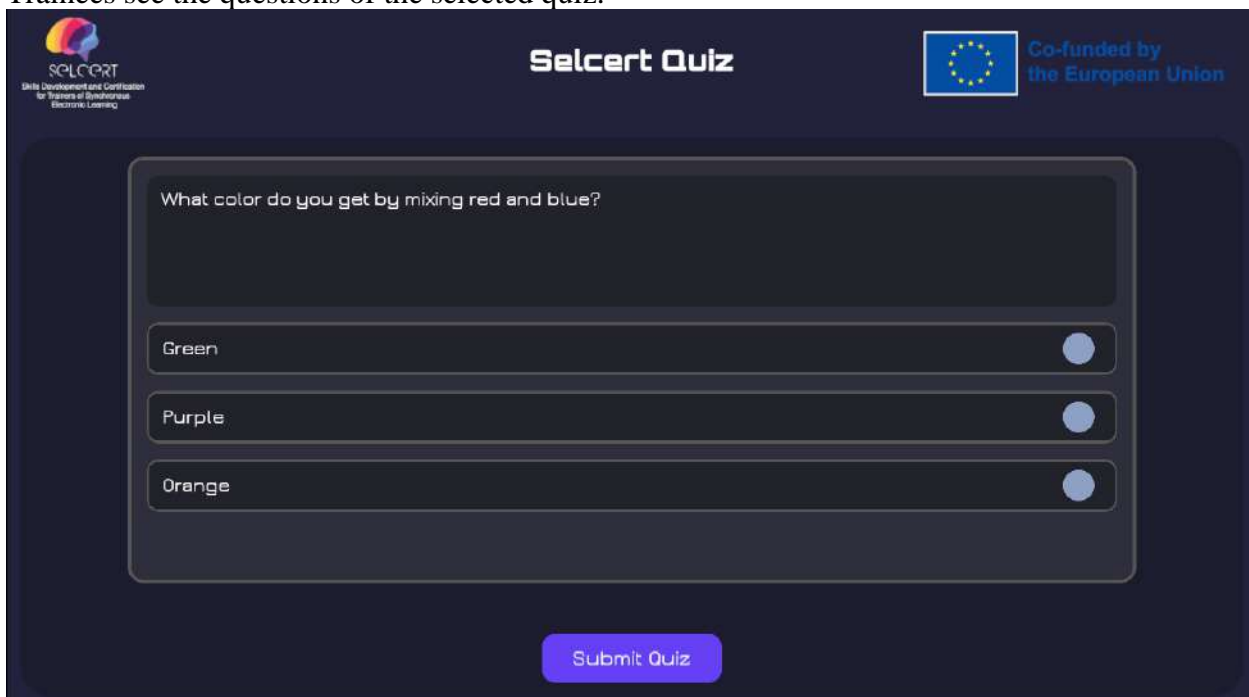 Trainees see the questions of the selected quiz.
SELCERT
Skills Development and Certification
for Trainers of Synchronous
Electronic Learning
Selcert Quiz
Co-funded by
the European Union
What color do you get by mixing red and blue?
Green
Purple
Orange
Submit Quiz